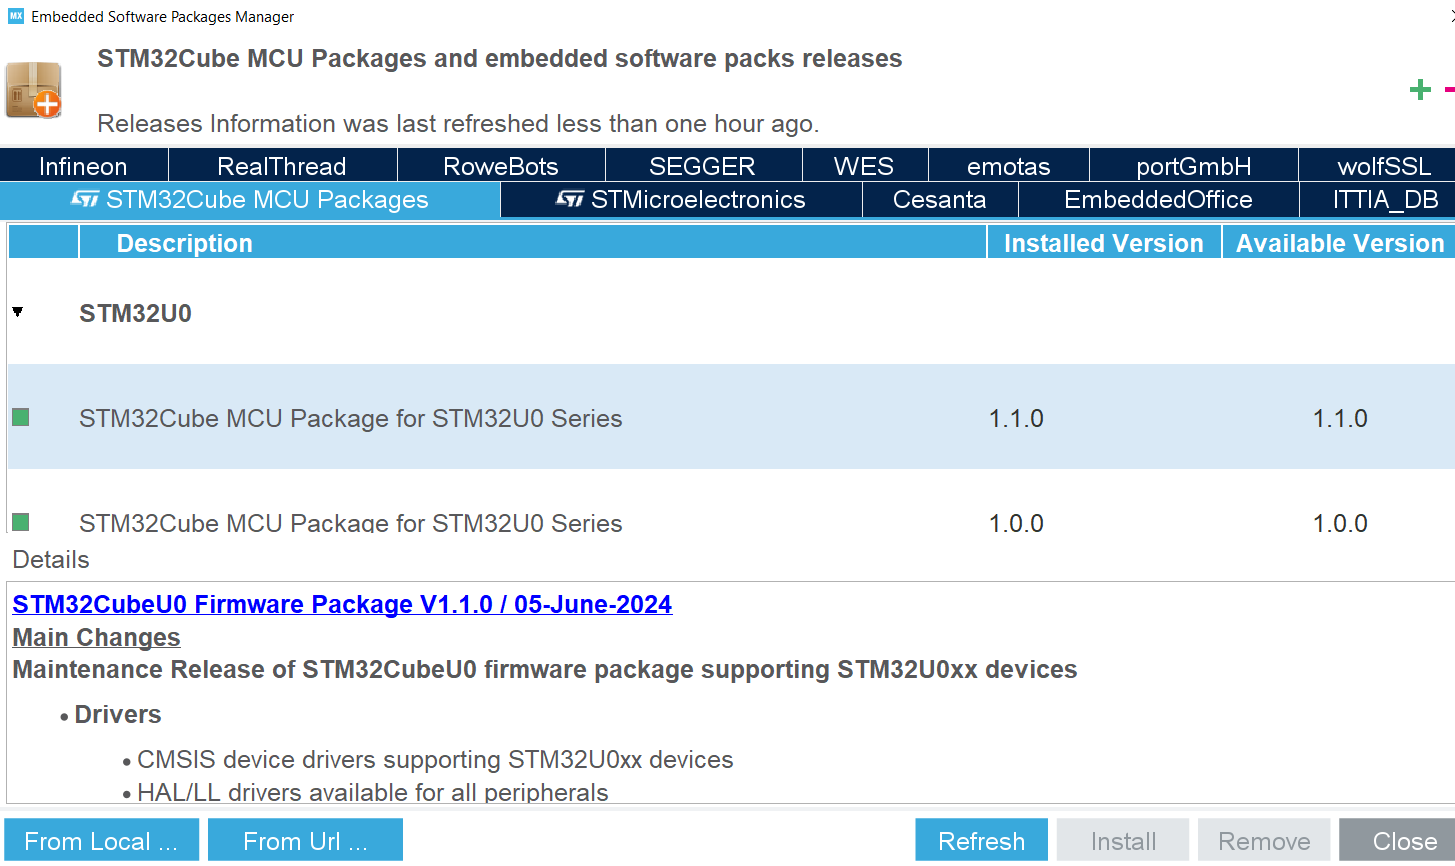 MX Embedded Software Packages Manager
STM32Cube MCU Packages and embedded software packs releases
Releases Information was last refreshed less than one hour ago.
Infineon RealThread RoweBots SEGGER WES emotas portGmbH wolfSSL
ST STM32Cube MCU Packages ST STMicroelectronics Cesanta EmbeddedOffice ITTIA_DB
Description Installed Version Available Version
STM32U0
STM32Cube MCU Package for STM32U0 Series 1.1.0 1.1.0
STM32Cube MCU Package for STM32U0 Series 1.0.0 1.0.0
Details
STM32CubeU0 Firmware Package V1.1.0 / 05-June-2024
Main Changes
Maintenance Release of STM32CubeU0 firmware package supporting STM32U0xx devices
• Drivers
• CMSIS device drivers supporting STM32U0xx devices
• HAL/LL drivers available for all peripherals
From Local ... From Url ... Refresh Install Remove Close